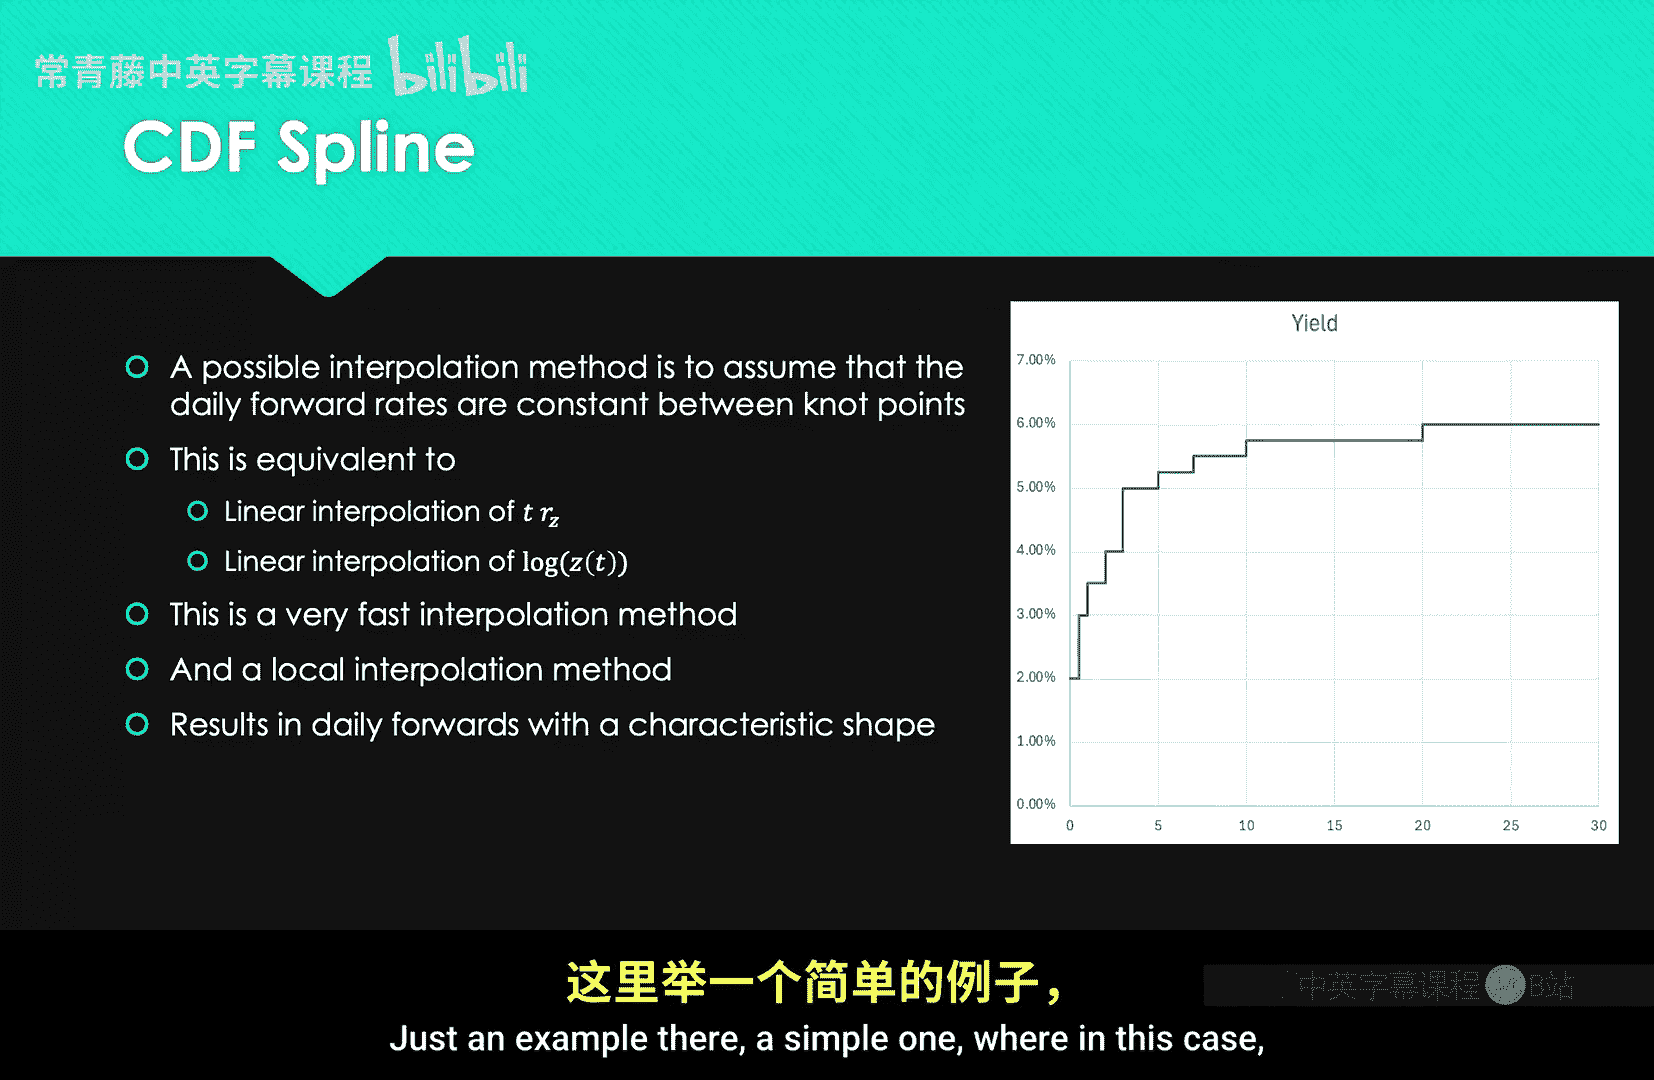 常青藤中英字幕课程 bilibili
CDF Spline
A possible interpolation method is to assume that the
daily forward rates are constant between knot points
This is equivalent to
Linear interpolation of t r_z
Linear interpolation of log(z(t))
This is a very fast interpolation method
And a local interpolation method
Results in daily forwards with a characteristic shape
Yield
7.00%
6.00%
5.00%
4.00%
3.00%
2.00%
1.00%
0.00%
0 5 10 15 20 25 30
这里举一个简单的例子，
中英字幕课程 B站
Just an example there, a simple one, where in this case,